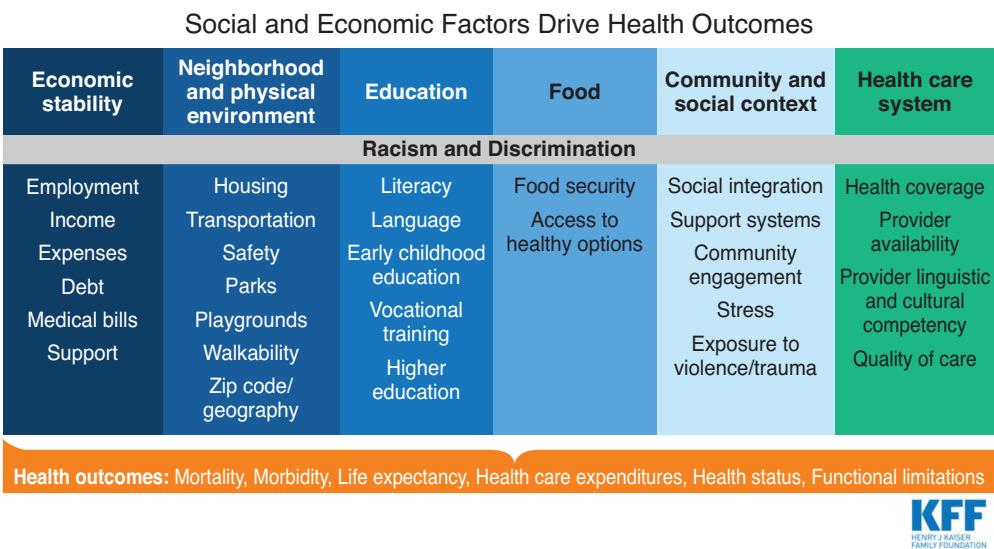 Social and Economic Factors Drive Health Outcomes
Economic
stability
Neighborhood
and physical
environment
Education
Food
Community and
social context
Health care
system
Racism and Discrimination
Employment
Income
Expenses
Debt
Medical bills
Support
Housing
Transportation
Safety
Parks
Playgrounds
Walkability
Zip code/
geography
Literacy
Language
Early childhood
education
Vocational
training
Higher
education
Food security
Access to
healthy options
Social integration
Support systems
Community
engagement
Stress
Exposure to
violence/trauma
Health coverage
Provider
availability
Provider linguistic
and cultural
competency
Quality of care
Health outcomes: Mortality, Morbidity, Life expectancy, Health care expenditures, Health status, Functional limitations
KFF
HENRY J KAISER
FAMILY FOUNDATION